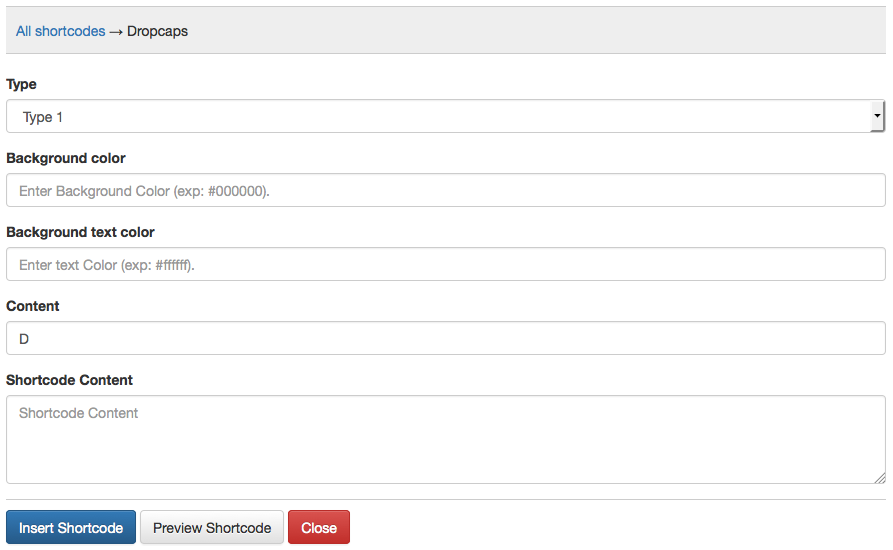 All shortcodes → Dropcaps
Type
Type 1
Background color
Enter Background Color (exp: #000000).
Background text color
Enter text Color (exp: #ffffff).
Content
D
Shortcode Content
Shortcode Content
Insert Shortcode Preview Shortcode Close